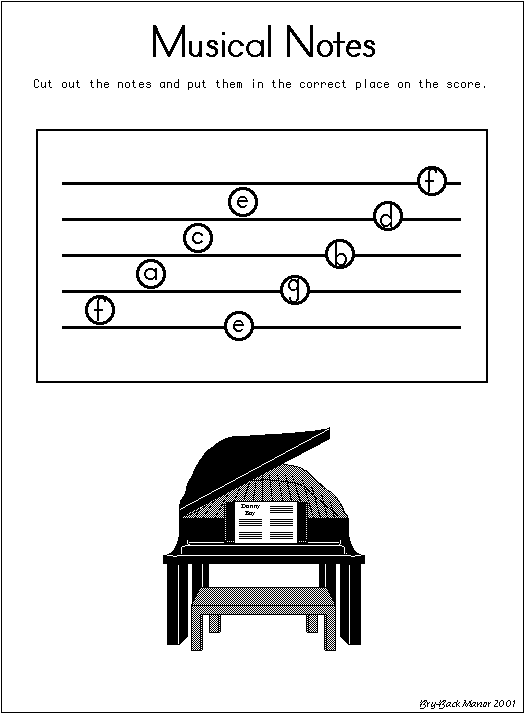 Musical Notes
Cut out the notes and put them in the correct place on the score.
f
e
d
c
b
a
g
f
e
Danny
Boy
Bry-Back Manor 2001